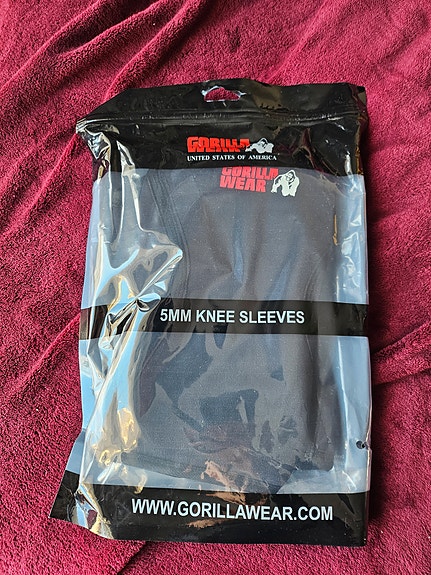 GORILLA
WEAR
UNITED STATES OF AMERICA
GORILLA
WEAR
5MM KNEE SLEEVES
WWW.GORILLAWEAR.COM